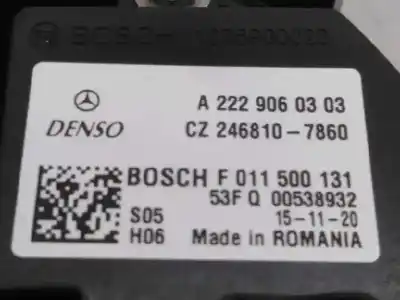 BOSCH
A 222 906 03 03
DENSO
CZ 246810-7860
BOSCH F 011 500 131
53F Q 00538932
S05
15-11-20
H06
Made in ROMANIA